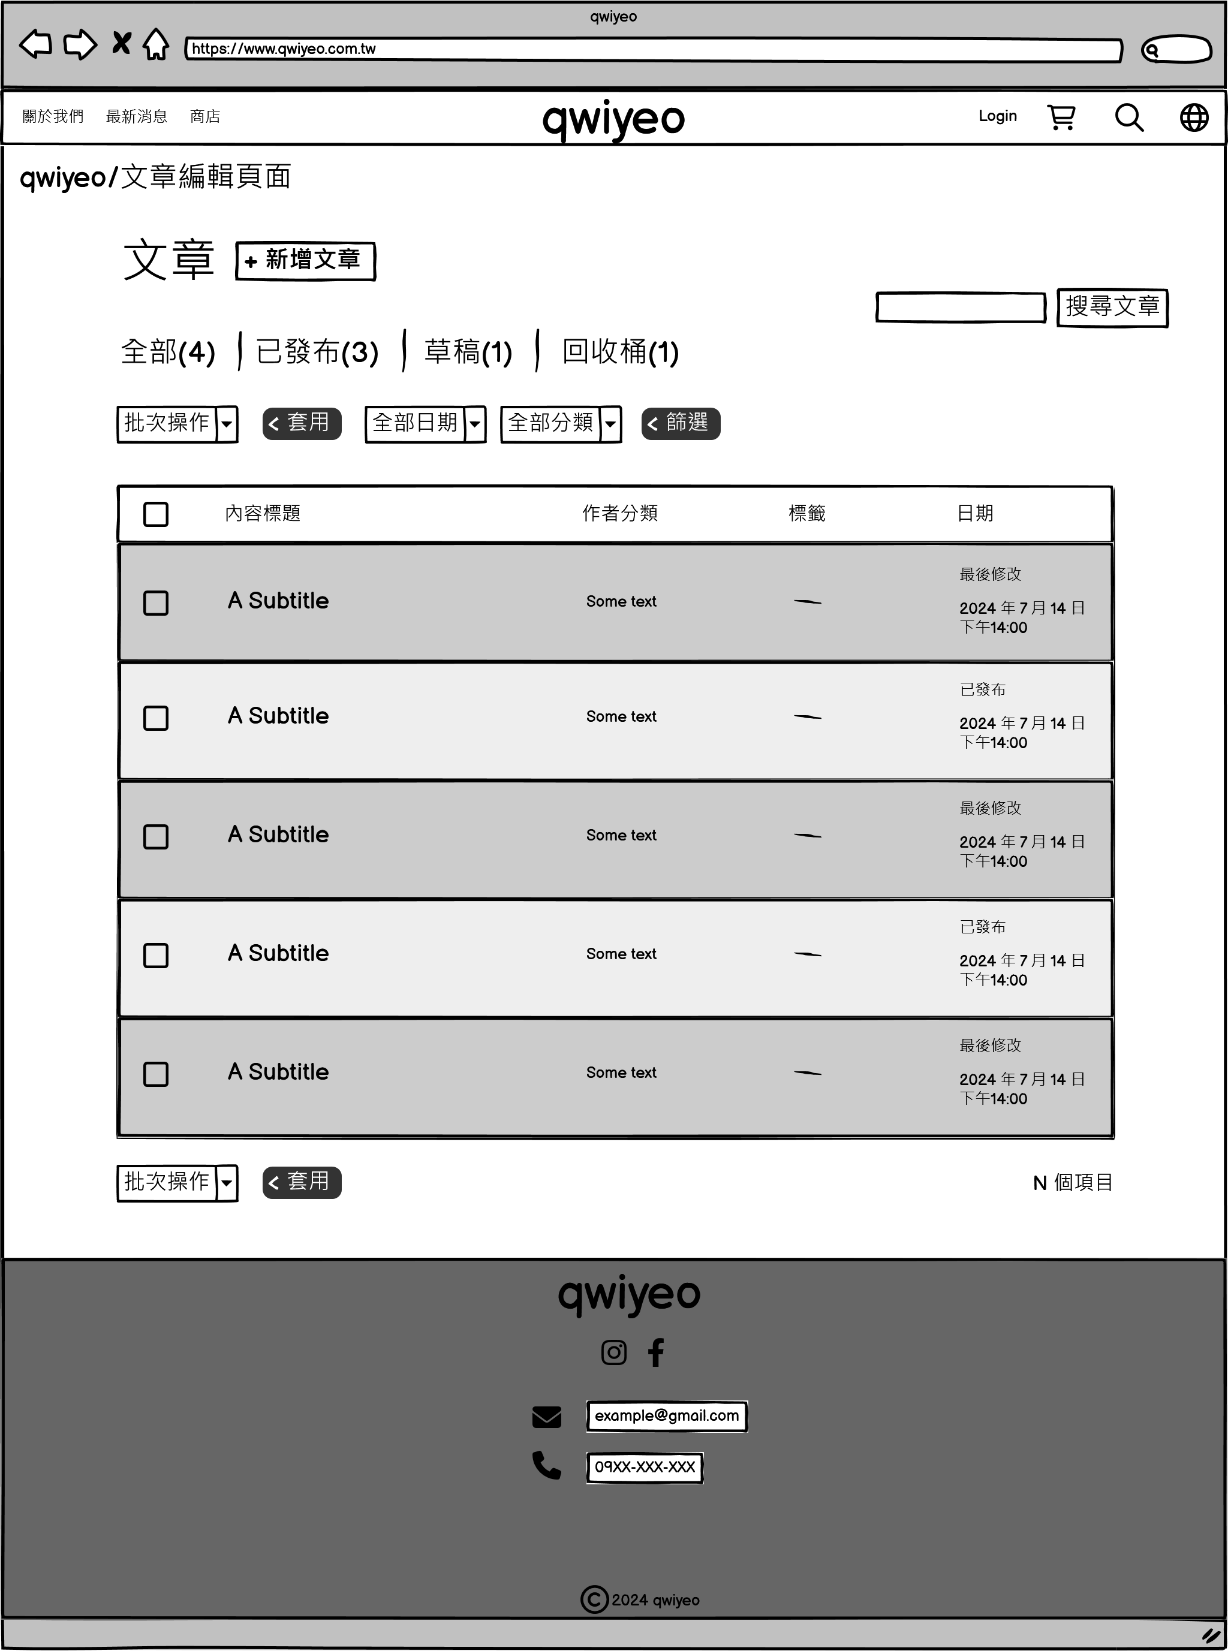 qwiyeo
https://www.qwiyeo.com.tw
關於我們 最新消息 商店 qwiyeo Login
qwiyeo/文章編輯頁面
文章 + 新增文章
搜尋文章
全部(4) 已發布(3) 草稿(1) 回收桶(1)
批次操作 套用 全部日期 全部分類 篩選
內容標題 作者分類 標籤 日期
最後修改
A Subtitle Some text — 2024 年 7 月 14 日
下午14:00
已發布
A Subtitle Some text — 2024 年 7 月 14 日
下午14:00
最後修改
A Subtitle Some text — 2024 年 7 月 14 日
下午14:00
已發布
A Subtitle Some text — 2024 年 7 月 14 日
下午14:00
最後修改
A Subtitle Some text — 2024 年 7 月 14 日
下午14:00
批次操作 套用 N 個項目
qwiyeo
example@gmail.com
09XX-XXX-XXX
© 2024 qwiyeo